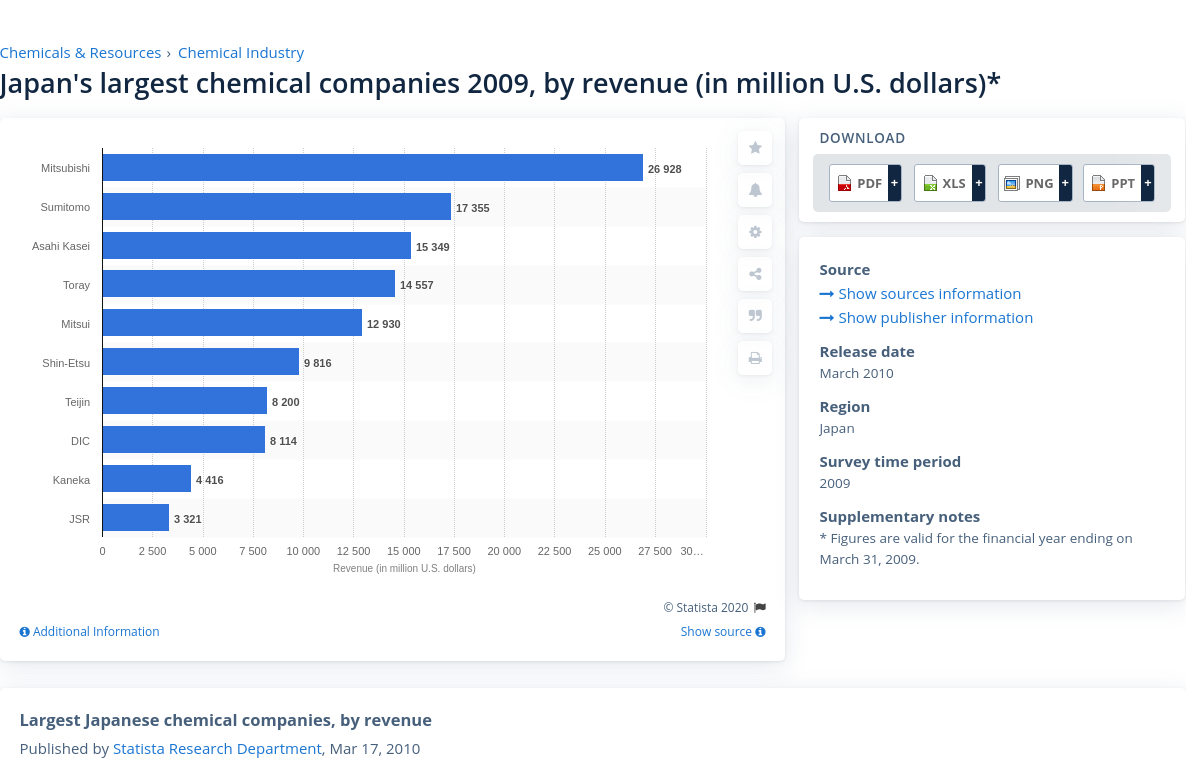 Chemicals & Resources › Chemical Industry
Japan's largest chemical companies 2009, by revenue (in million U.S. dollars)*
Mitsubishi 26 928
Sumitomo 17 355
Asahi Kasei 15 349
Toray 14 557
Mitsui 12 930
Shin-Etsu 9 816
Teijin 8 200
DIC 8 114
Kaneka 4 416
JSR 3 321
0 2 500 5 000 7 500 10 000 12 500 15 000 17 500 20 000 22 500 25 000 27 500 30…
Revenue (in million U.S. dollars)
© Statista 2020
Additional Information
Show source
DOWNLOAD
PDF + XLS + PNG + PPT +
Source
Show sources information
Show publisher information
Release date
March 2010
Region
Japan
Survey time period
2009
Supplementary notes
* Figures are valid for the financial year ending on
March 31, 2009.
Largest Japanese chemical companies, by revenue
Published by Statista Research Department, Mar 17, 2010